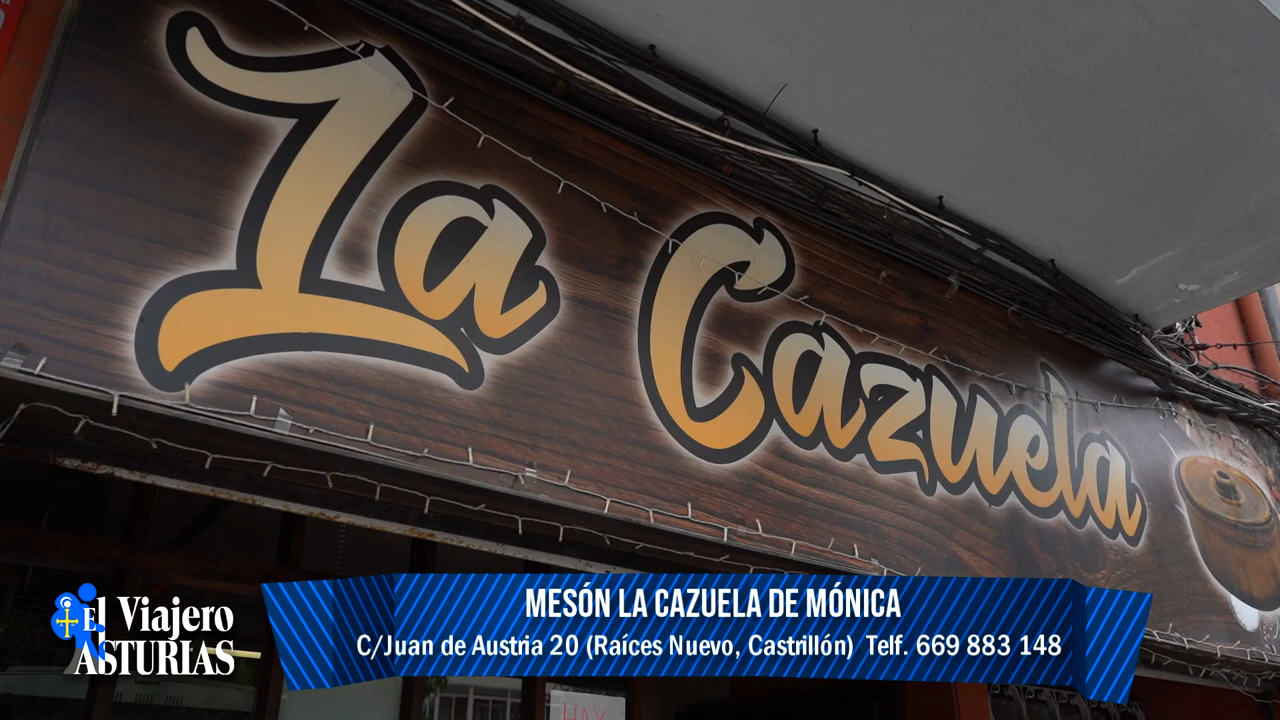 La Cazuela
El Viajero
ASTURIAS
MESÓN LA CAZUELA DE MÓNICA
C/Juan de Austria 20 (Raíces Nuevo, Castrillón) Telf. 669 883 148
HAY